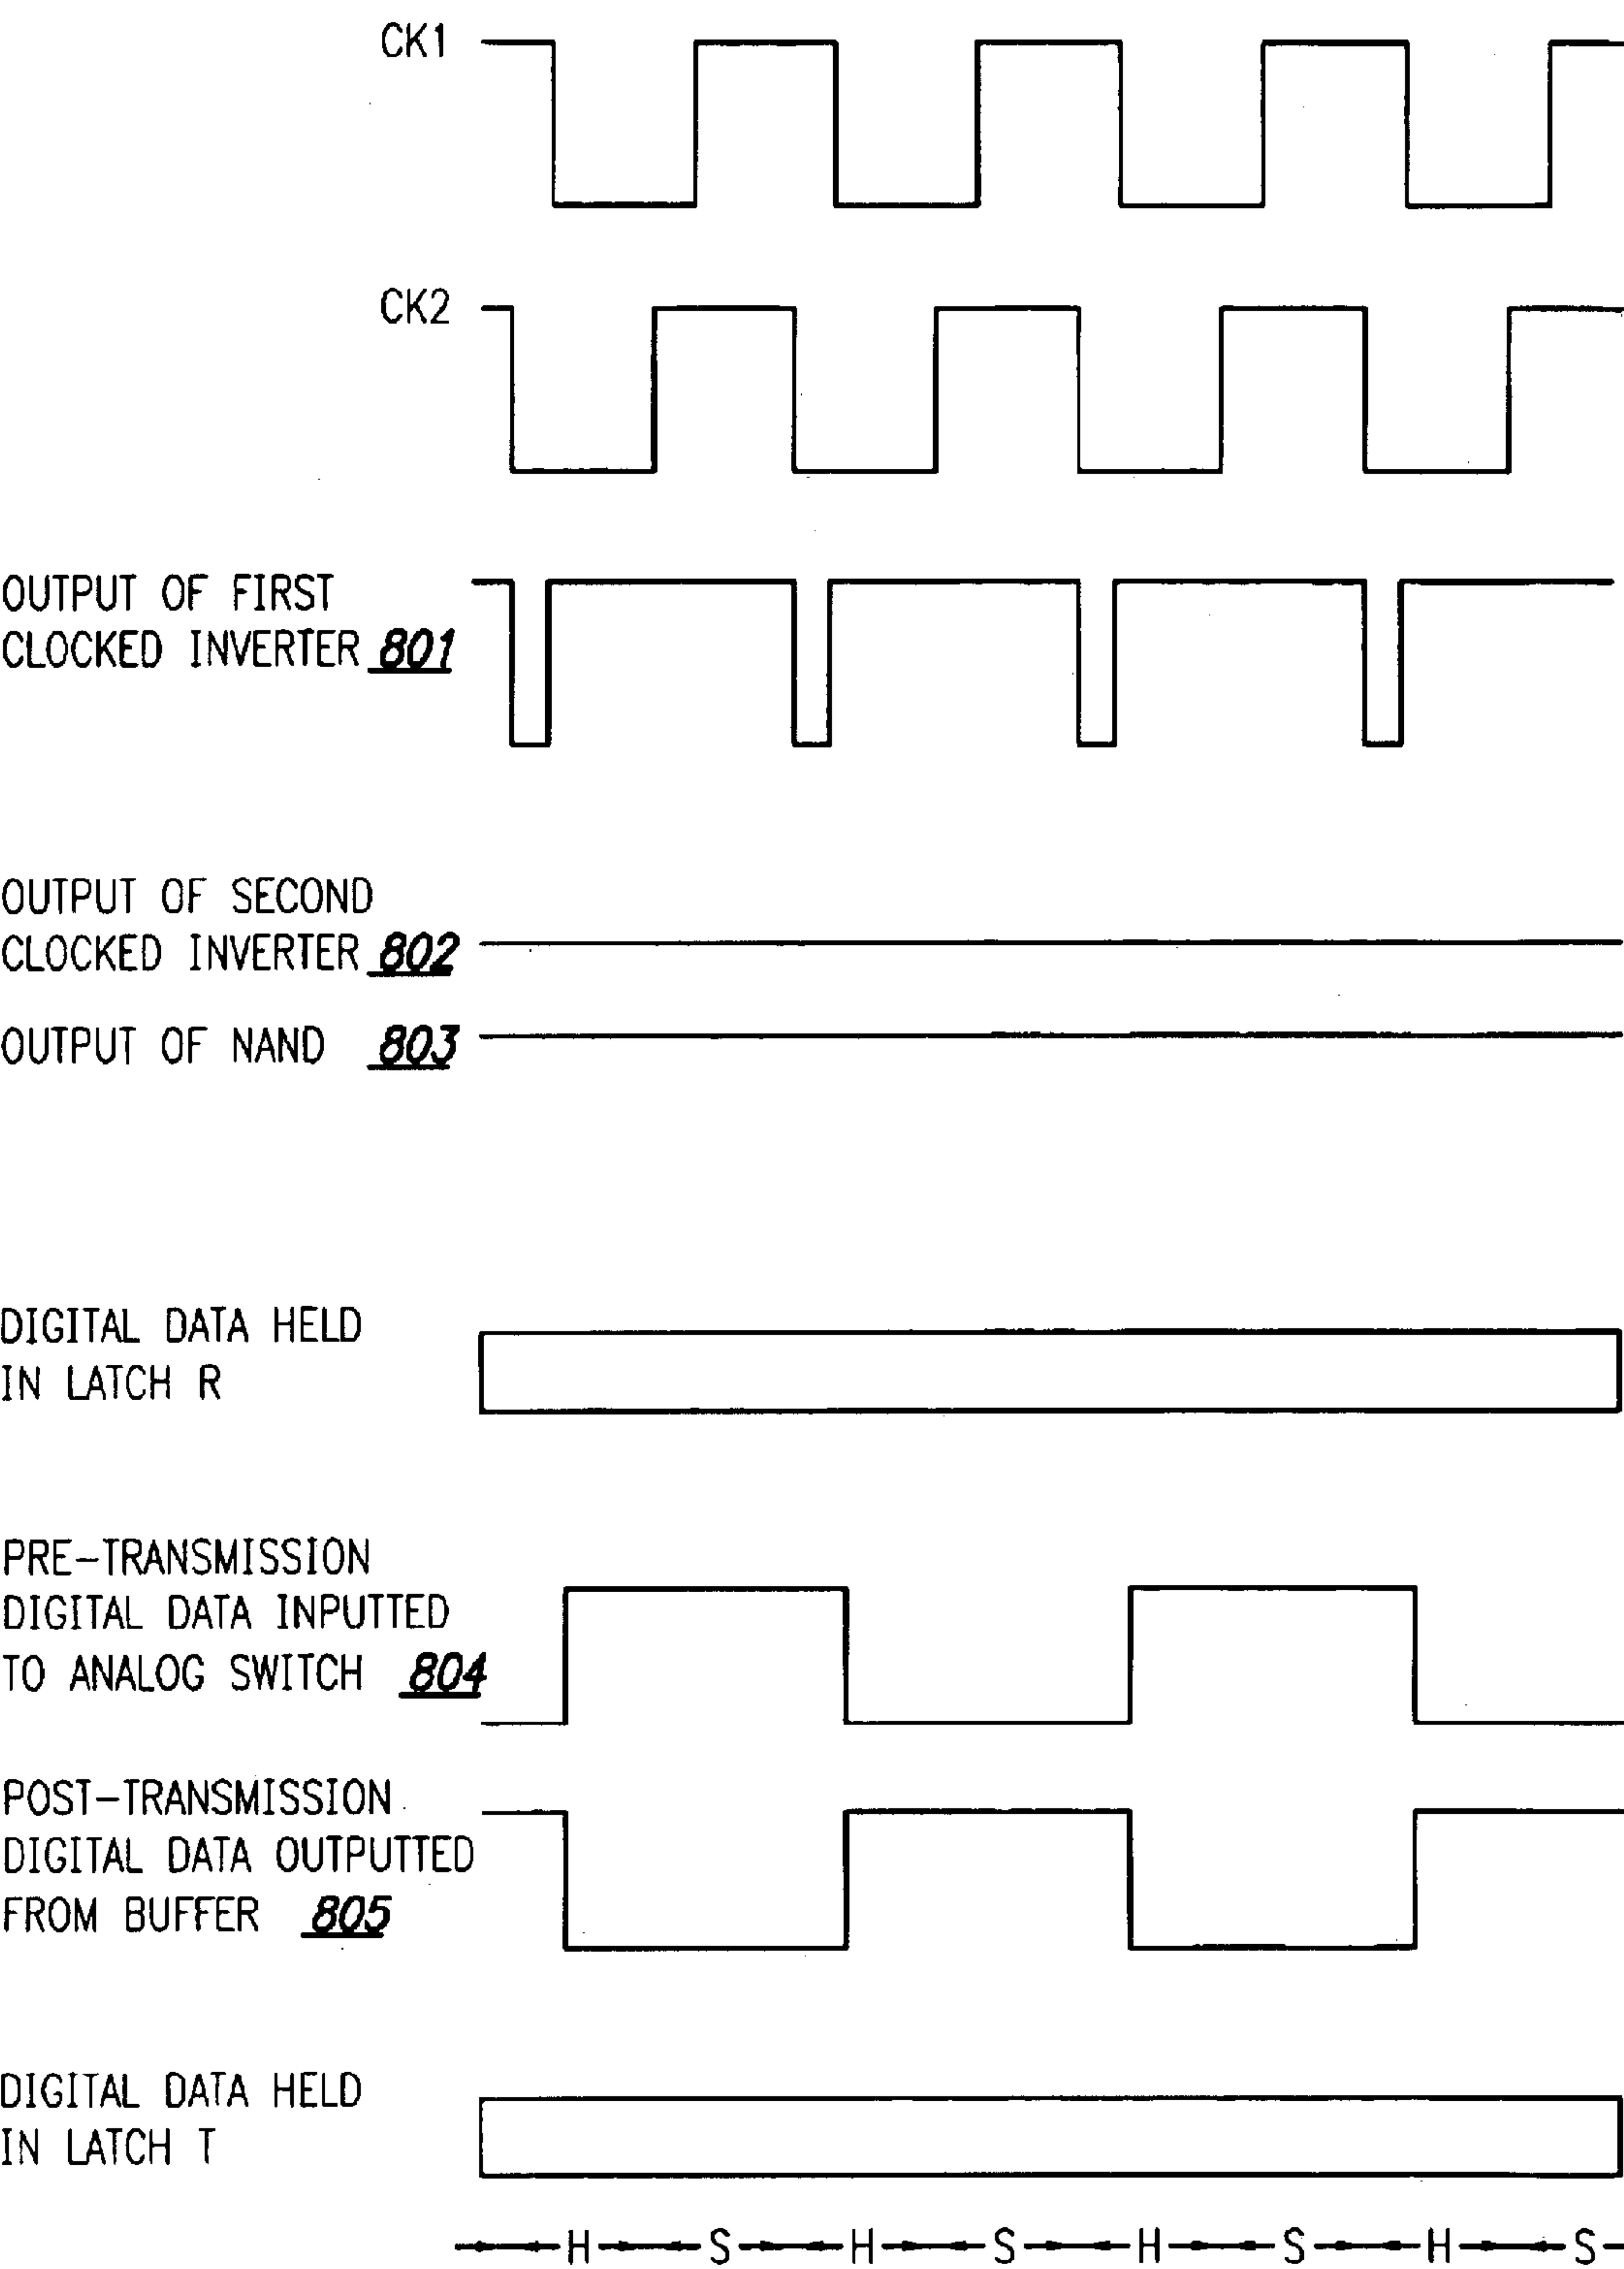 CK1
CK2
OUTPUT OF FIRST
CLOCKED INVERTER 801
OUTPUT OF SECOND
CLOCKED INVERTER 802
OUTPUT OF NAND 803
DIGITAL DATA HELD
IN LATCH R
PRE-TRANSMISSION
DIGITAL DATA INPUTTED
TO ANALOG SWITCH 804
POST-TRANSMISSION
DIGITAL DATA OUTPUTTED
FROM BUFFER 805
DIGITAL DATA HELD
IN LATCH T
H S H S H S H S